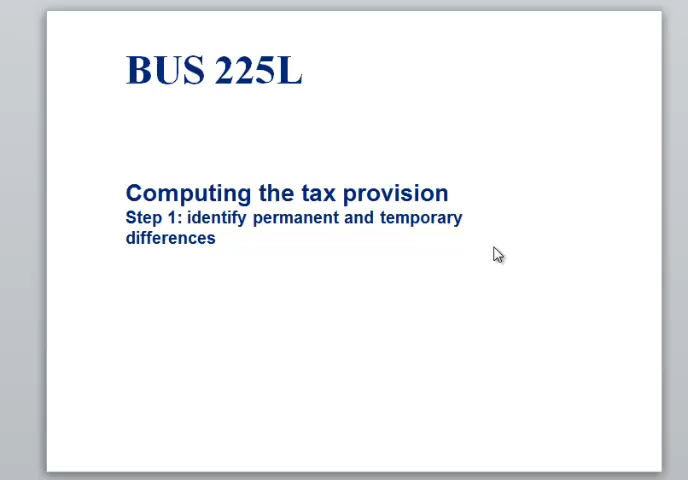 BUS 225L
Computing the tax provision
Step 1: identify permanent and temporary
differences